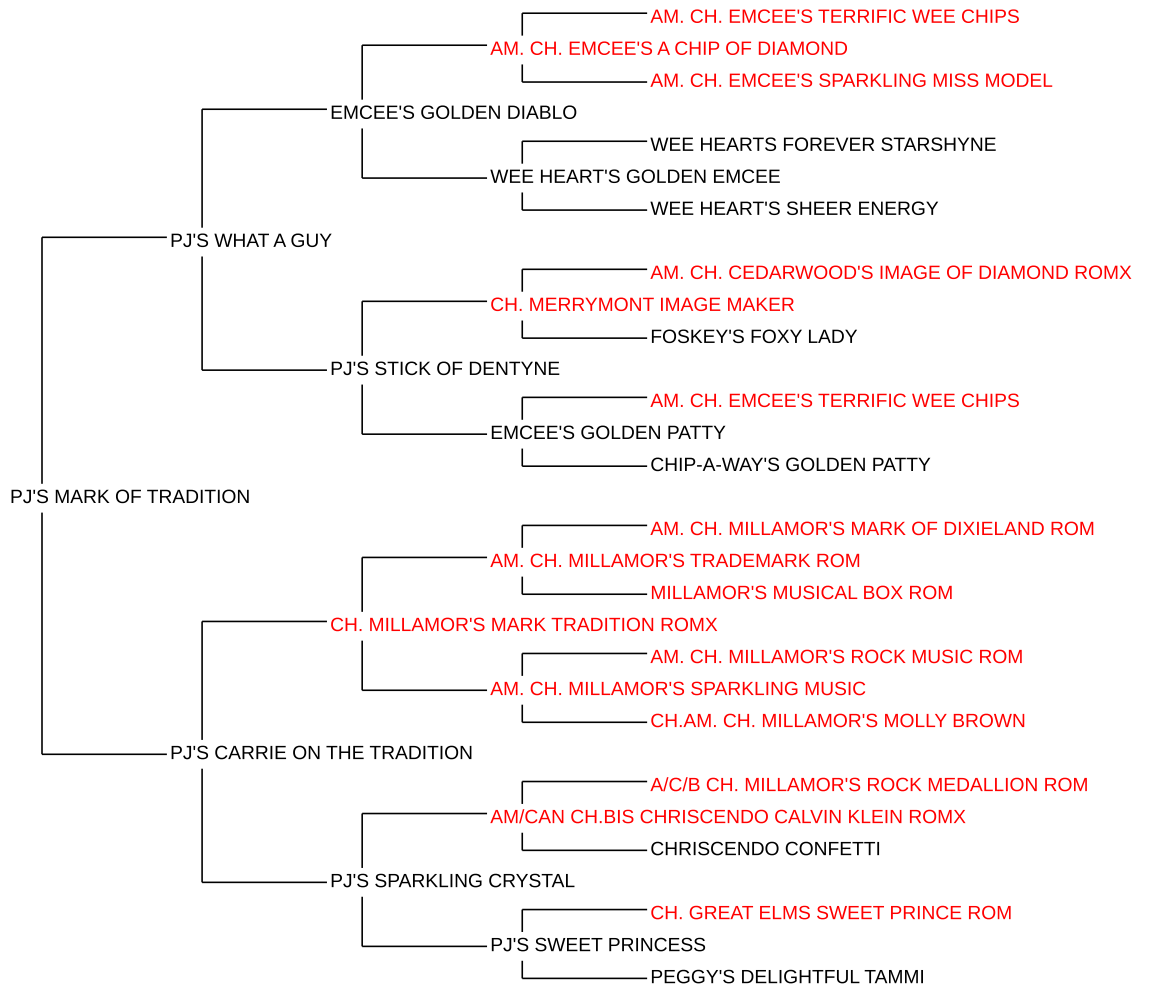 AM. CH. EMCEE'S TERRIFIC WEE CHIPS
AM. CH. EMCEE'S A CHIP OF DIAMOND
AM. CH. EMCEE'S SPARKLING MISS MODEL
EMCEE'S GOLDEN DIABLO
WEE HEARTS FOREVER STARSHYNE
WEE HEART'S GOLDEN EMCEE
WEE HEART'S SHEER ENERGY
PJ'S WHAT A GUY
AM. CH. CEDARWOOD'S IMAGE OF DIAMOND ROMX
CH. MERRYMONT IMAGE MAKER
FOSKEY'S FOXY LADY
PJ'S STICK OF DENTYNE
AM. CH. EMCEE'S TERRIFIC WEE CHIPS
EMCEE'S GOLDEN PATTY
CHIP-A-WAY'S GOLDEN PATTY
PJ'S MARK OF TRADITION
AM. CH. MILLAMOR'S MARK OF DIXIELAND ROM
AM. CH. MILLAMOR'S TRADEMARK ROM
MILLAMOR'S MUSICAL BOX ROM
CH. MILLAMOR'S MARK TRADITION ROMX
AM. CH. MILLAMOR'S ROCK MUSIC ROM
AM. CH. MILLAMOR'S SPARKLING MUSIC
CH.AM. CH. MILLAMOR'S MOLLY BROWN
PJ'S CARRIE ON THE TRADITION
A/C/B CH. MILLAMOR'S ROCK MEDALLION ROM
AM/CAN CH.BIS CHRISCENDO CALVIN KLEIN ROMX
CHRISCENDO CONFETTI
PJ'S SPARKLING CRYSTAL
CH. GREAT ELMS SWEET PRINCE ROM
PJ'S SWEET PRINCESS
PEGGY'S DELIGHTFUL TAMMI